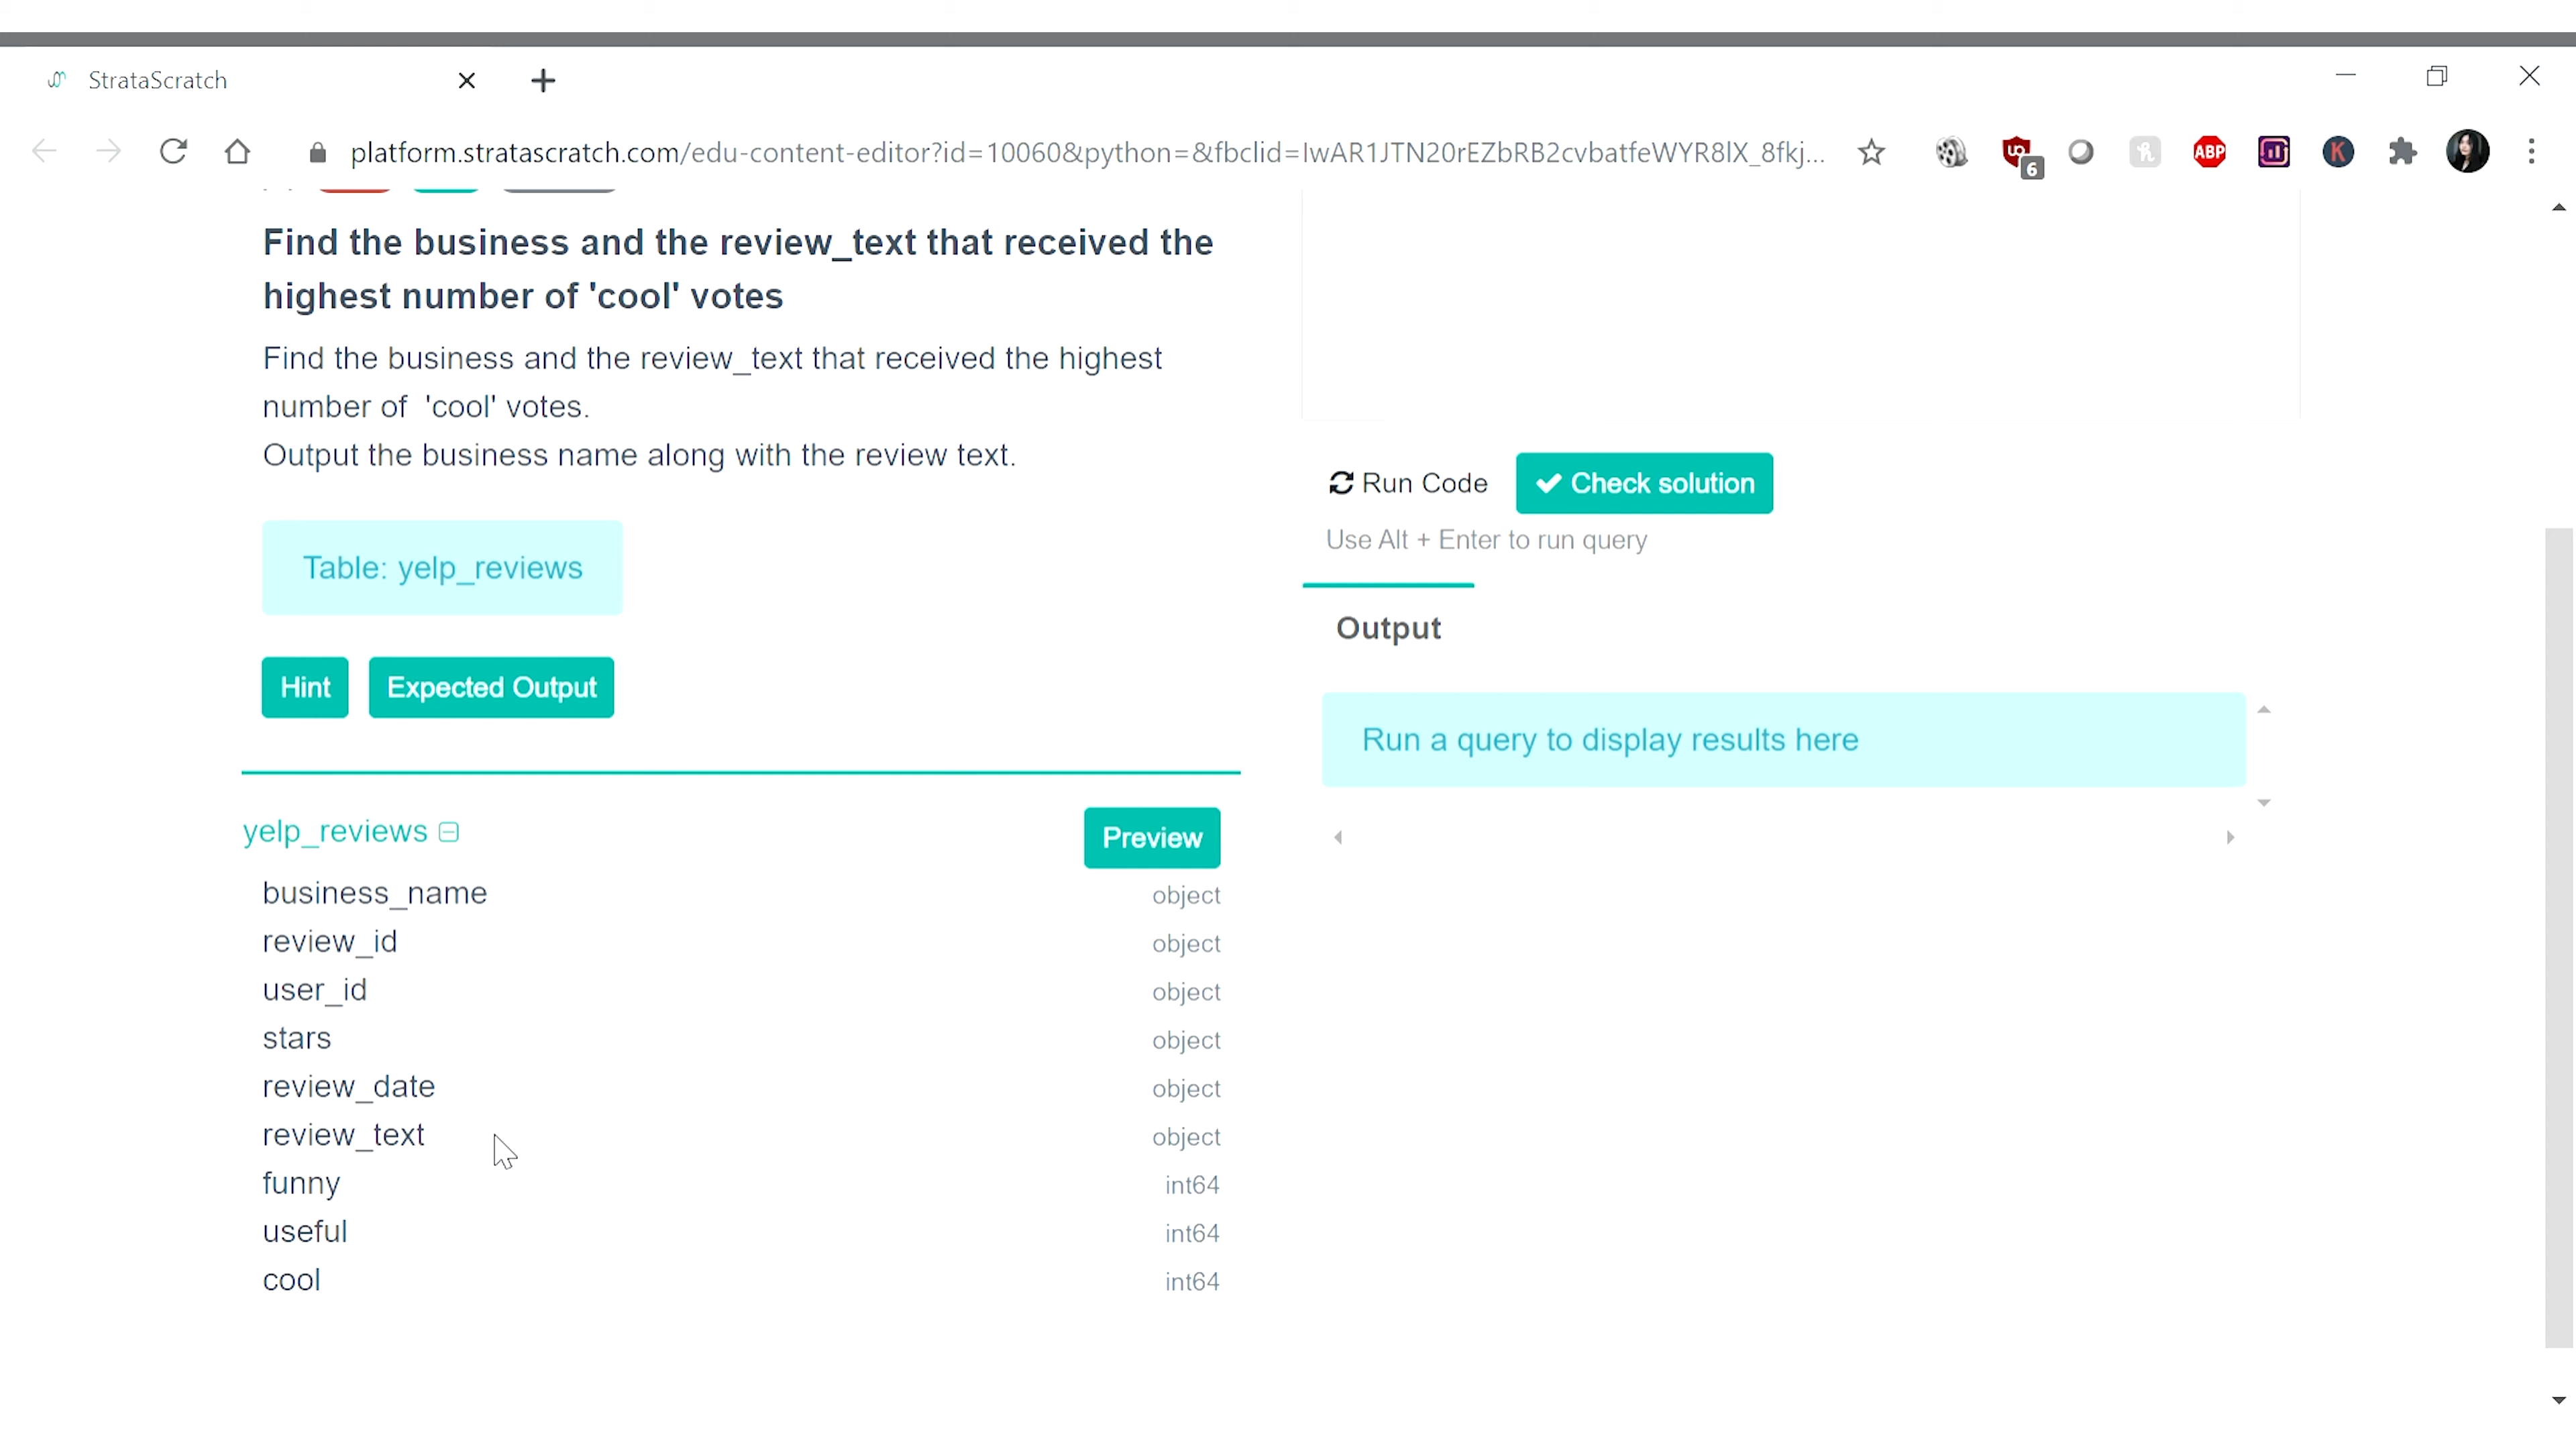 StrataScratch
platform.stratascratch.com/edu-content-editor?id=10060&python=&fbclid=IwAR1JTN20rEZbRB2cvbatfeWYR8lX_8fkj...
6
ABP
K
Find the business and the review_text that received the
highest number of 'cool' votes
Find the business and the review_text that received the highest
number of 'cool' votes.
Output the business name along with the review text.
Table: yelp_reviews
Hint
Expected Output
yelp_reviews
Preview
business_name object
review_id object
user_id object
stars object
review_date object
review_text object
funny int64
useful int64
cool int64
Run Code
Check solution
Use Alt + Enter to run query
Output
Run a query to display results here